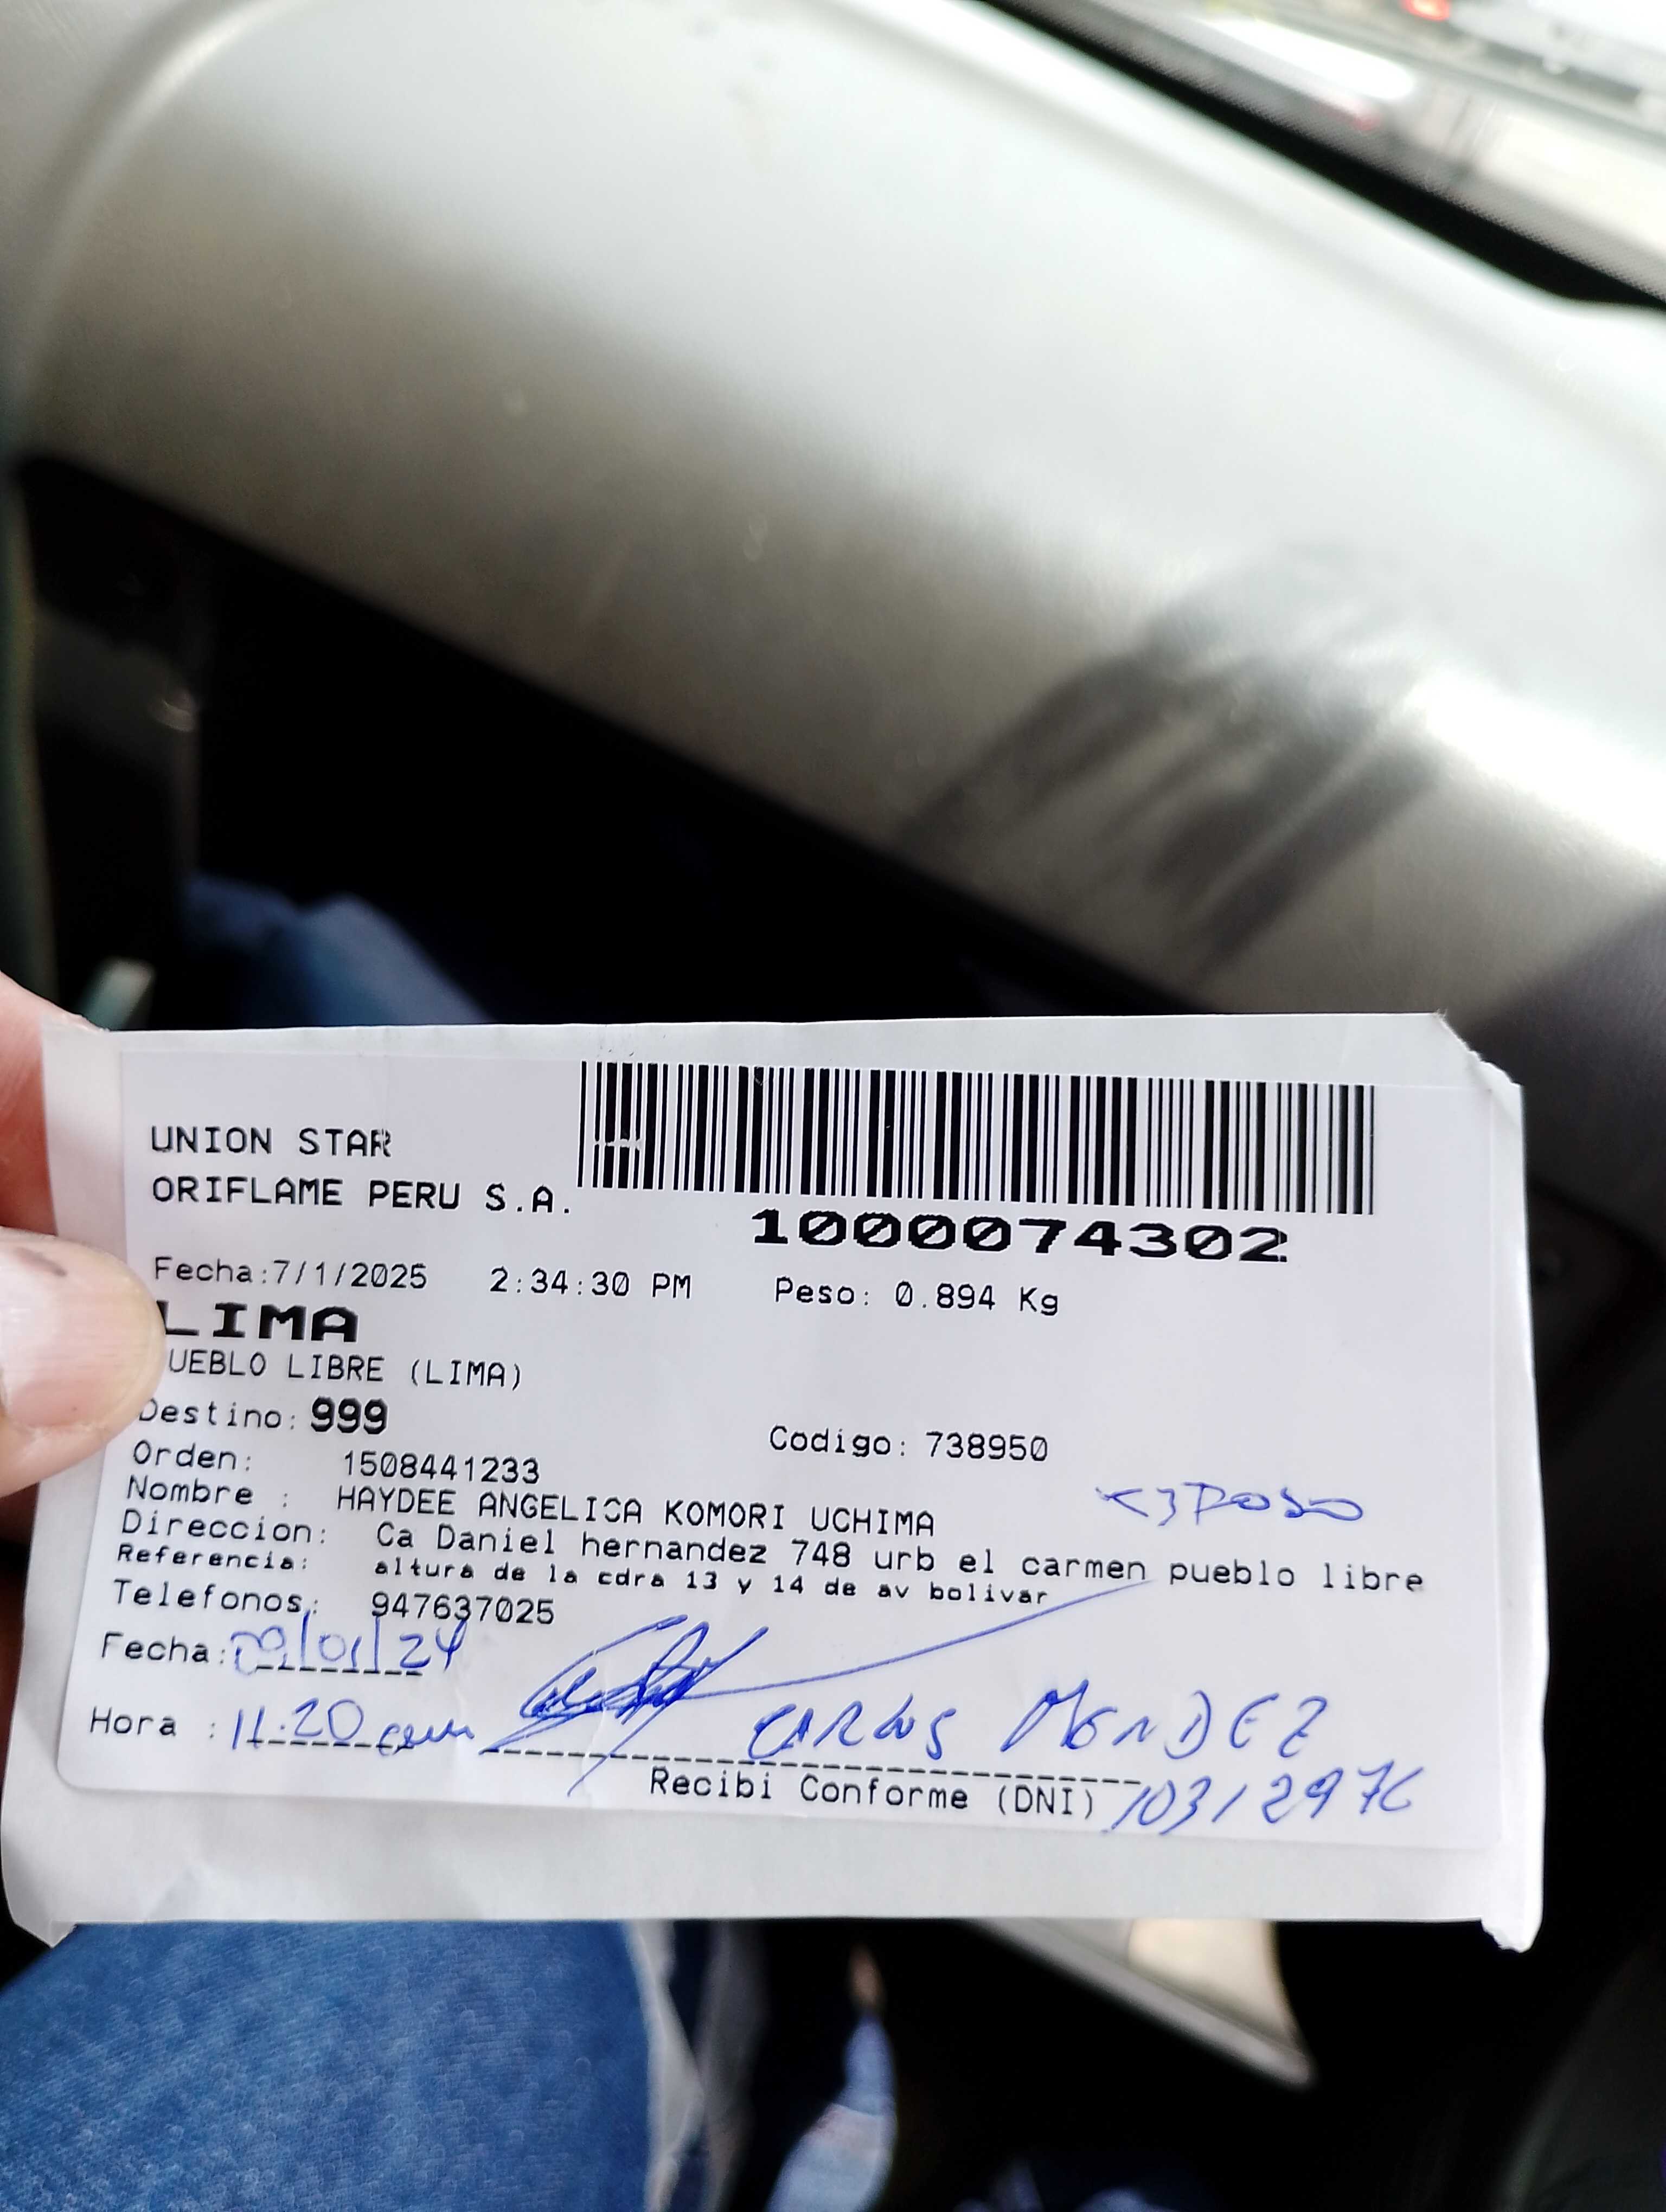 UNION STAR
ORIFLAME PERU S.A.
1000074302
Fecha:7/1/2025 2:34:30 PM Peso: 0.894 Kg
LIMA
UEBLO LIBRE (LIMA)
Destino: 999
Codigo: 738950
Orden: 1508441233
Nombre : HAYDEE ANGELICA KOMORI UCHIMA
Direccion: Ca Daniel hernandez 748 urb el carmen pueblo libre
Referencia: altura de la cdra 13 y 14 de av bolivar
Telefonos: 947637025
Fecha: 09/01/24
Hora : 11:20 am CARLOS MENDEZ
Recibi Conforme (DNI) 10312976